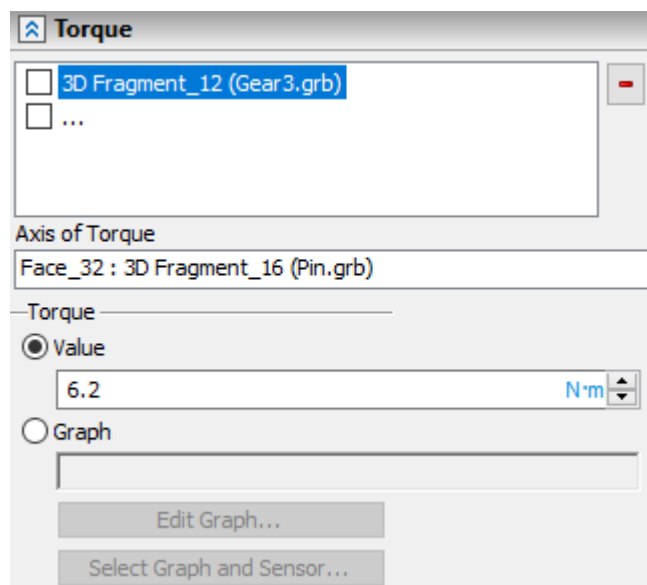 Torque
3D Fragment_12 (Gear3.grb)
...
Axis of Torque
Face_32 : 3D Fragment_16 (Pin.grb)
Torque
Value
6.2 N·m
Graph
Edit Graph...
Select Graph and Sensor...